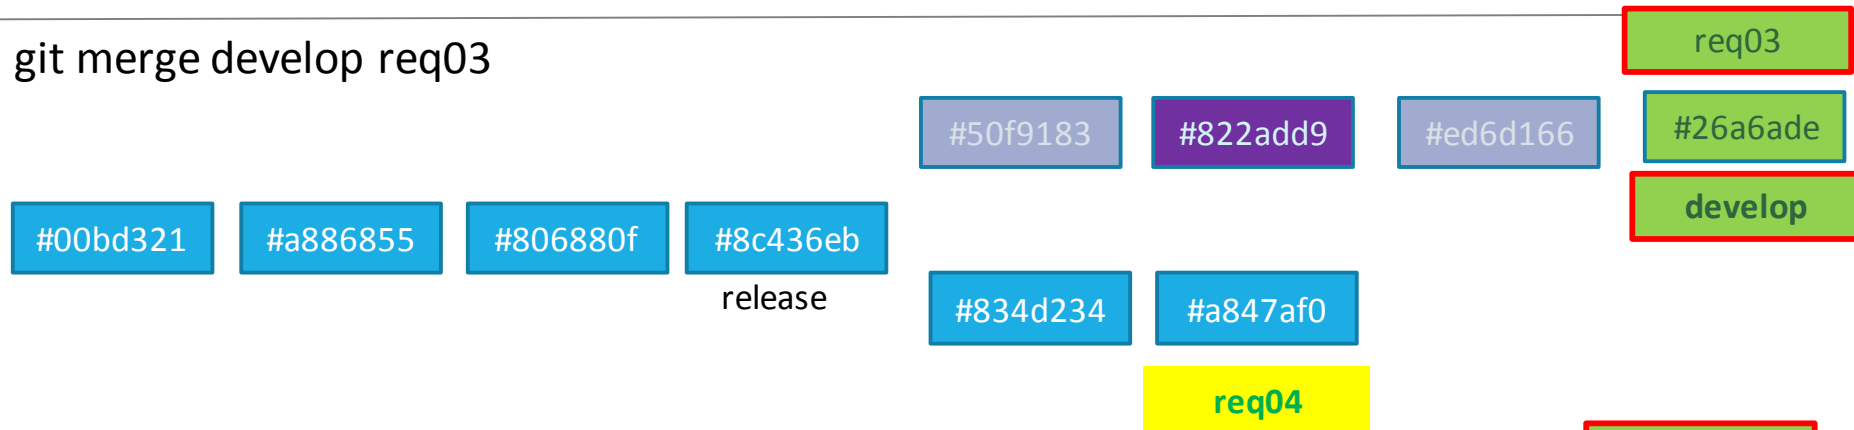 req03
git merge develop req03
#50f9183 #822add9 #ed6d166 #26a6ade
develop
#00bd321 #a886855 #806880f #8c436eb
release
#834d234 #a847af0
req04